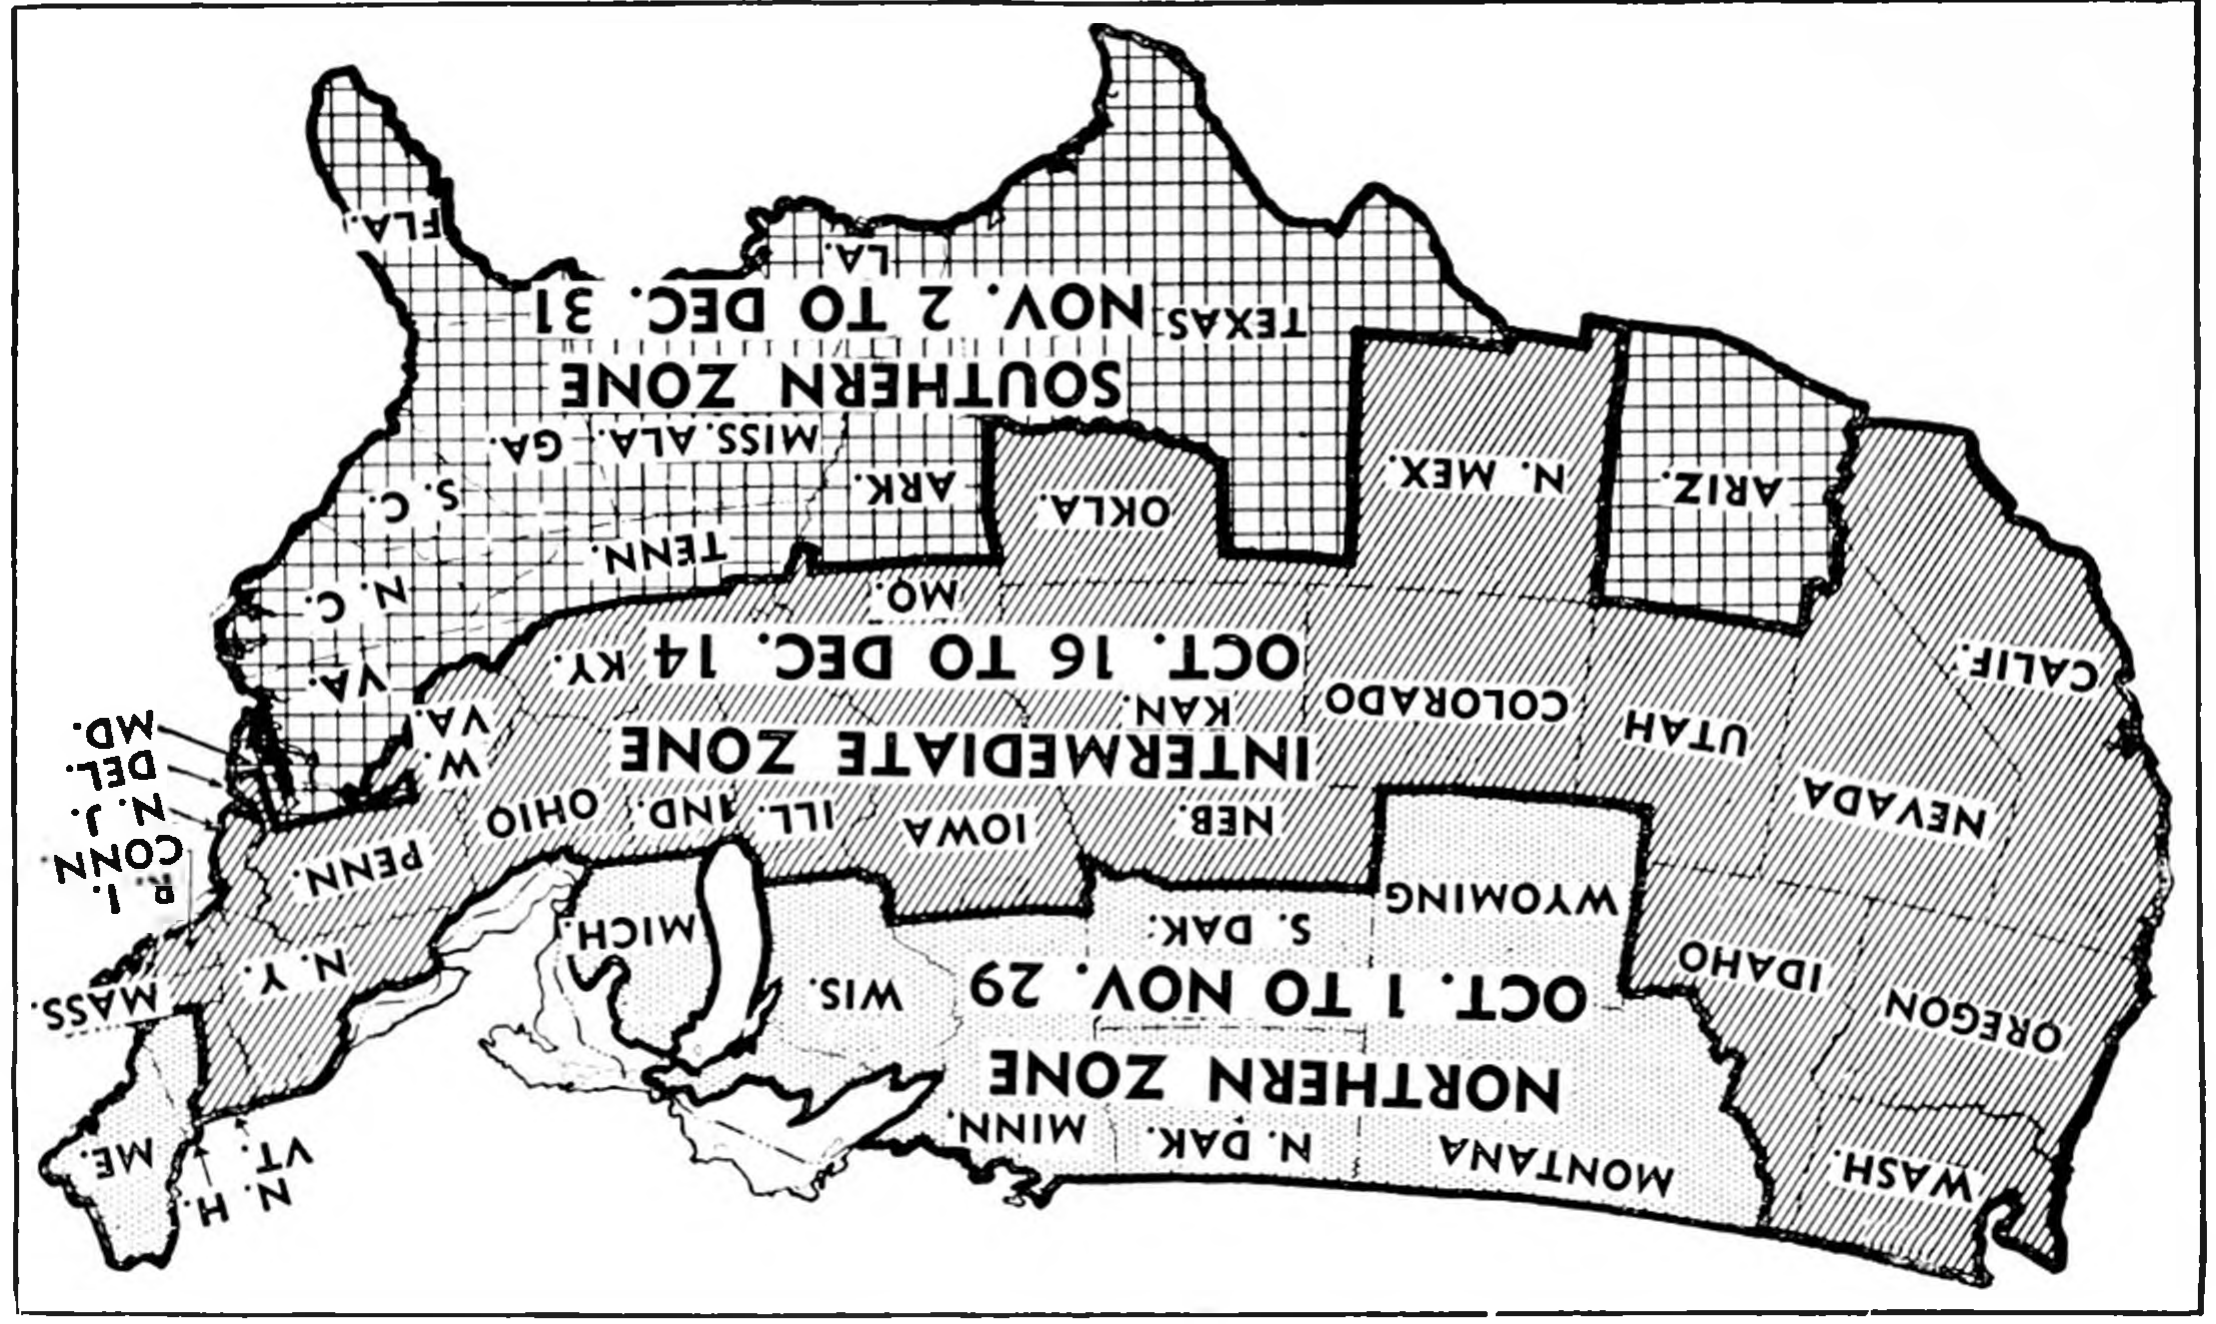 WASH.
MONTANA
N. DAK.
MINN.
N. H.
VT.
ME.
NORTHERN ZONE
OCT. 1 TO NOV. 29
OREGON
IDAHO
WYOMING
S. DAK.
WIS.
MICH.
N. Y.
MASS.
R. I.
CONN.
N. J.
DEL.
MD.
NEVADA
UTAH
COLORADO
NEB.
IOWA
ILL.
IND.
OHIO
PENN.
INTERMEDIATE ZONE
KAN.
W.
VA.
OCT. 16 TO DEC. 14
CALIF.
MO.
KY.
VA.
ARIZ.
N. MEX.
OKLA.
ARK.
TENN.
N. C.
S. C.
MISS.
ALA.
GA.
SOUTHERN ZONE
NOV. 2 TO DEC. 31
TEXAS
LA.
FLA.